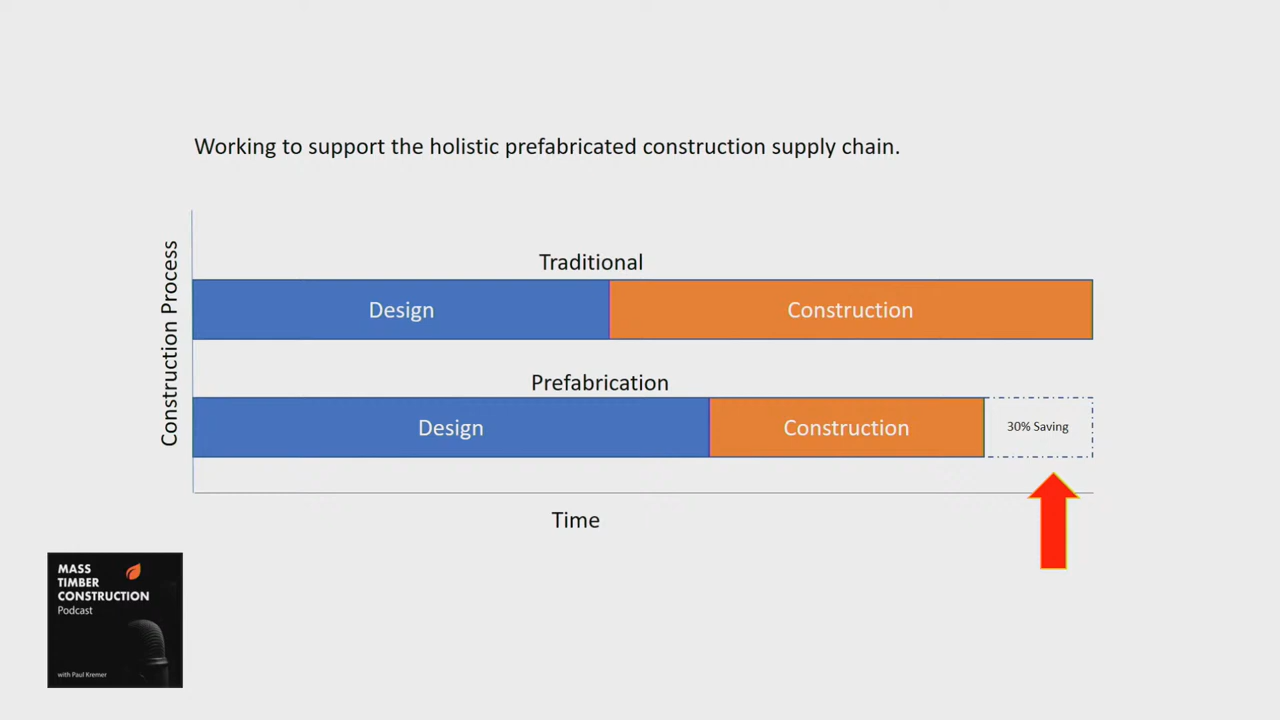 Working to support the holistic prefabricated construction supply chain.
Construction Process
Traditional
Design
Construction
Prefabrication
Design
Construction
30% Saving
Time
MASS
TIMBER
CONSTRUCTION
Podcast
with Paul Kremer